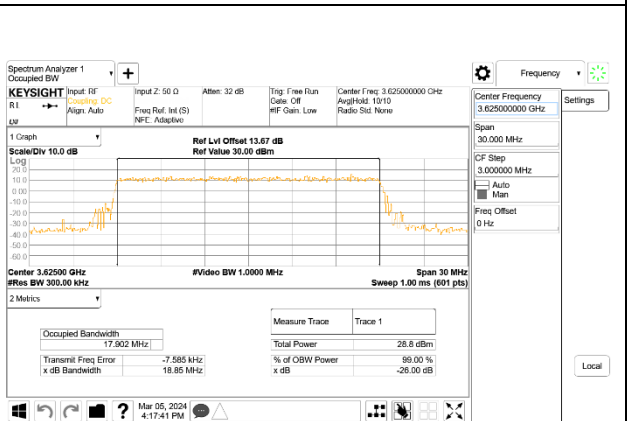 Spectrum Analyzer 1
Occupied BW
Frequency
KEYSIGHT
Input: RF
Coupling: DC
Align: Auto
Input Z: 50 Ω
Freq Ref: Int (S)
NFE: Adaptive
Atten: 32 dB
Trig: Free Run
Gate: Off
#IF Gain: Low
Center Freq: 3.625000000 GHz
Avg|Hold: 10/10
Radio Std: None
Center Frequency
3.625000000 GHz
Settings
Span
30.000 MHz
CF Step
3.000000 MHz
Auto
Man
Freq Offset
0 Hz
1 Graph
Scale/Div 10.0 dB
Ref Lvl Offset 13.67 dB
Ref Value 30.00 dBm
Log
20.0
10.0
0.00
-10.0
-20.0
-30.0
-40.0
-50.0
-60.0
Center 3.62500 GHz
#Video BW 1.0000 MHz
Span 30 MHz
#Res BW 300.00 kHz
Sweep 1.00 ms (601 pts)
2 Metrics
Measure Trace
Trace 1
Occupied Bandwidth
17.902 MHz
Total Power
28.8 dBm
Transmit Freq Error
-7.585 kHz
% of OBW Power
99.00 %
x dB Bandwidth
18.85 MHz
x dB
-26.00 dB
Local
Mar 05, 2024
4:17:41 PM